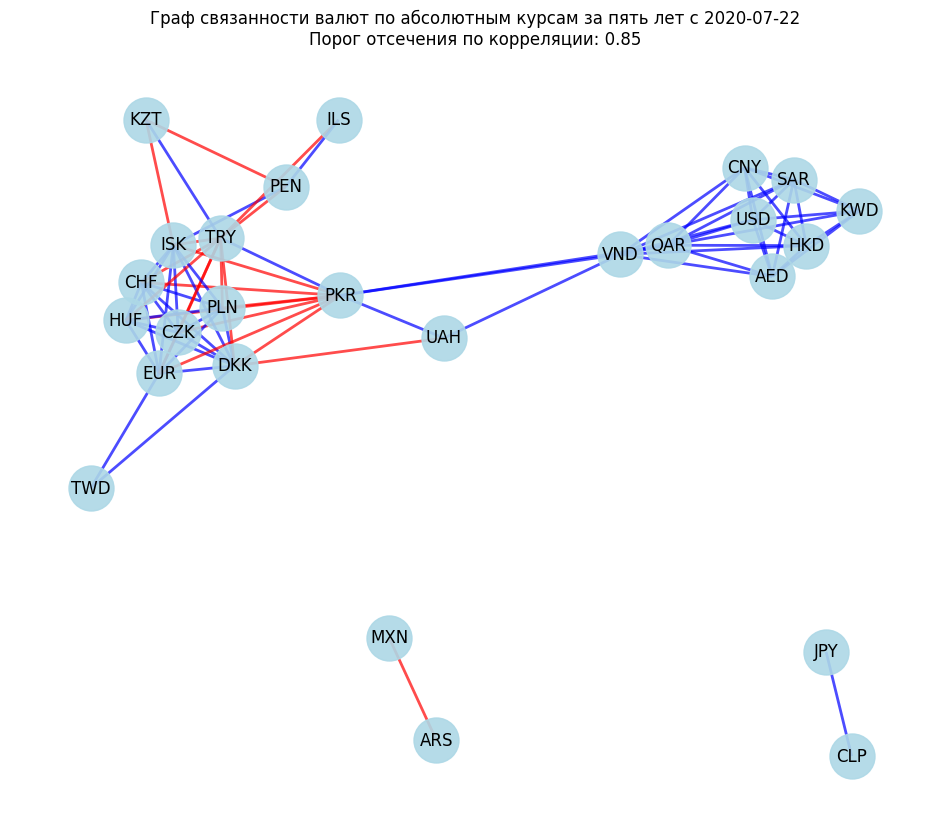 Граф связанности валют по абсолютным курсам за пять лет с 2020-07-22
Порог отсечения по корреляции: 0.85
KZT
ILS
PEN
CNY
SAR
USD
KWD
ISK
TRY
VND
QAR
HKD
AED
CHF
PKR
PLN
HUF
CZK
UAH
EUR
DKK
TWD
MXN
JPY
ARS
CLP